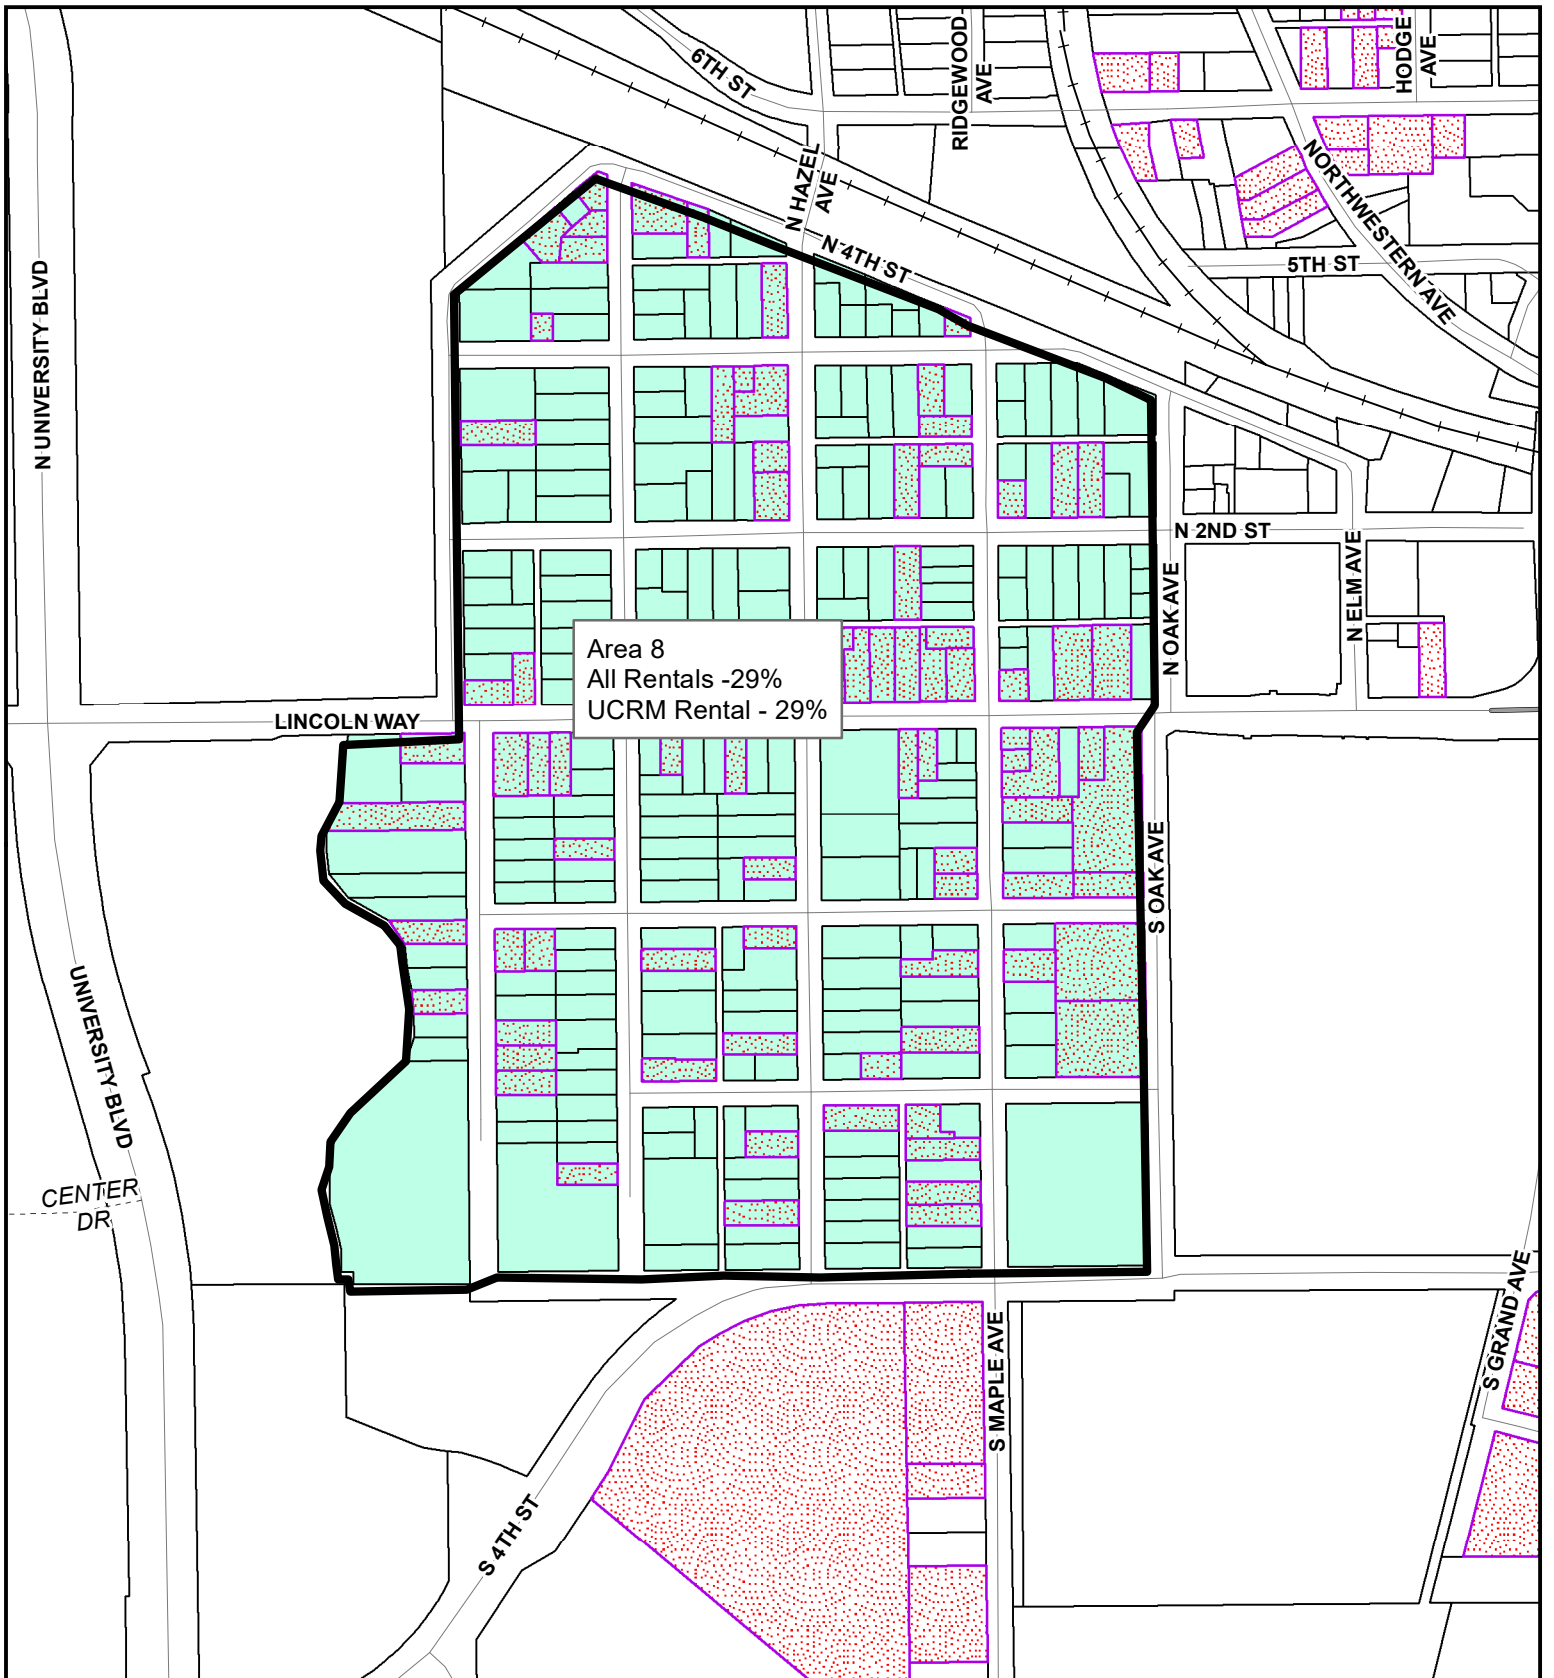 6TH ST
RIDGEWOOD
AVE
HODGE
AVE
N HAZEL
AVE
N 4TH ST
NORTHWESTERN AVE
5TH ST
N UNIVERSITY BLVD
N 2ND ST
N OAK AVE
N ELM AVE
Area 8
All Rentals -29%
UCRM Rental - 29%
LINCOLN WAY
S OAK AVE
UNIVERSITY BLVD
CENTER
DR
S GRAND AVE
S MAPLE AVE
S 4TH ST